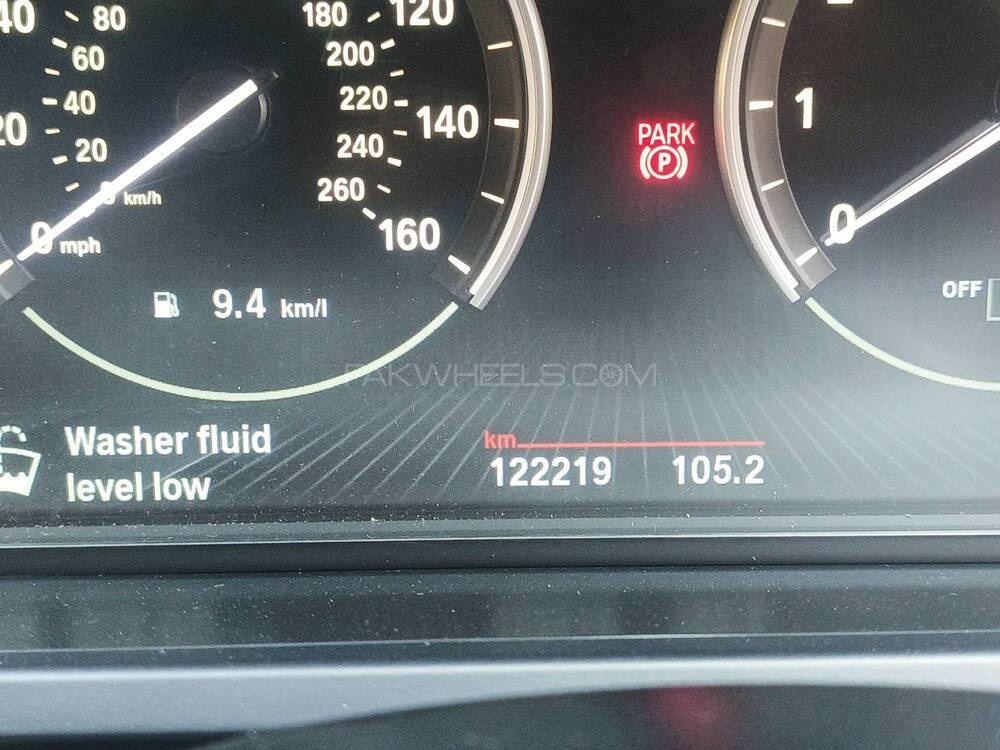 80
60
40
20
0
km/h
mph
180
200
220
240
260
120
140
160
9.4 km/l
PARK
P
1
0
OFF
PAKWHEELS.COM
Washer fluid
level low
km
122219 105.2